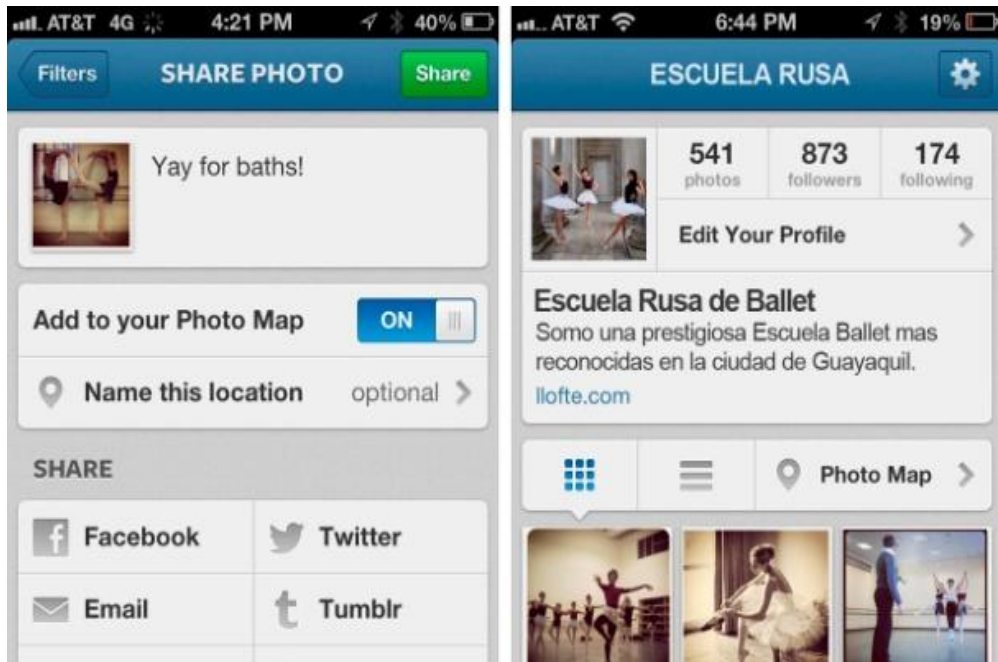 AT&T 4G 4:21 PM 40%
Filters SHARE PHOTO Share
Yay for baths!
Add to your Photo Map ON
Name this location optional
SHARE
Facebook Twitter
Email Tumblr
AT&T 6:44 PM 19%
ESCUELA RUSA
541 873 174
photos followers following
Edit Your Profile
Escuela Rusa de Ballet
Somo una prestigiosa Escuela Ballet mas
reconocidas en la ciudad de Guayaquil.
llofte.com
Photo Map